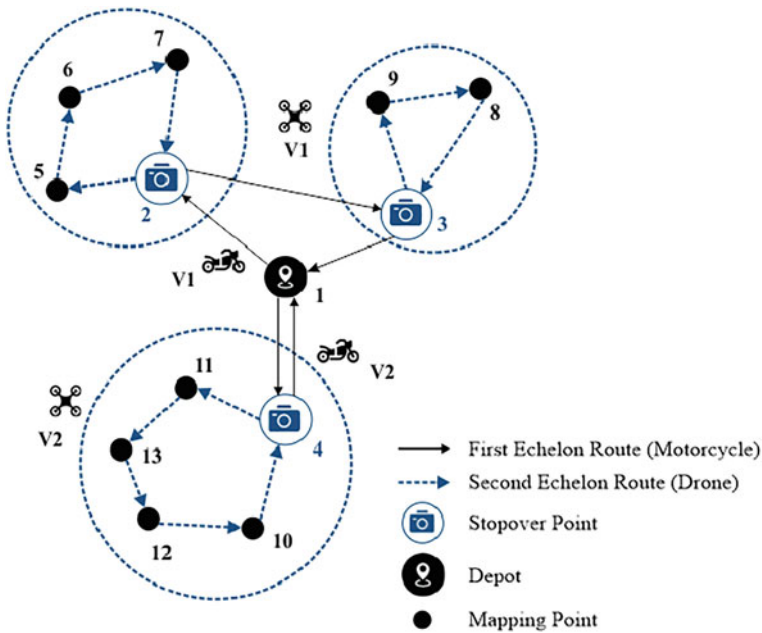 7
6
9
8
V1
5
2
3
V1
1
11
V2
V2
4
13
12
10
First Echelon Route (Motorcycle)
Second Echelon Route (Drone)
Stopover Point
Depot
Mapping Point